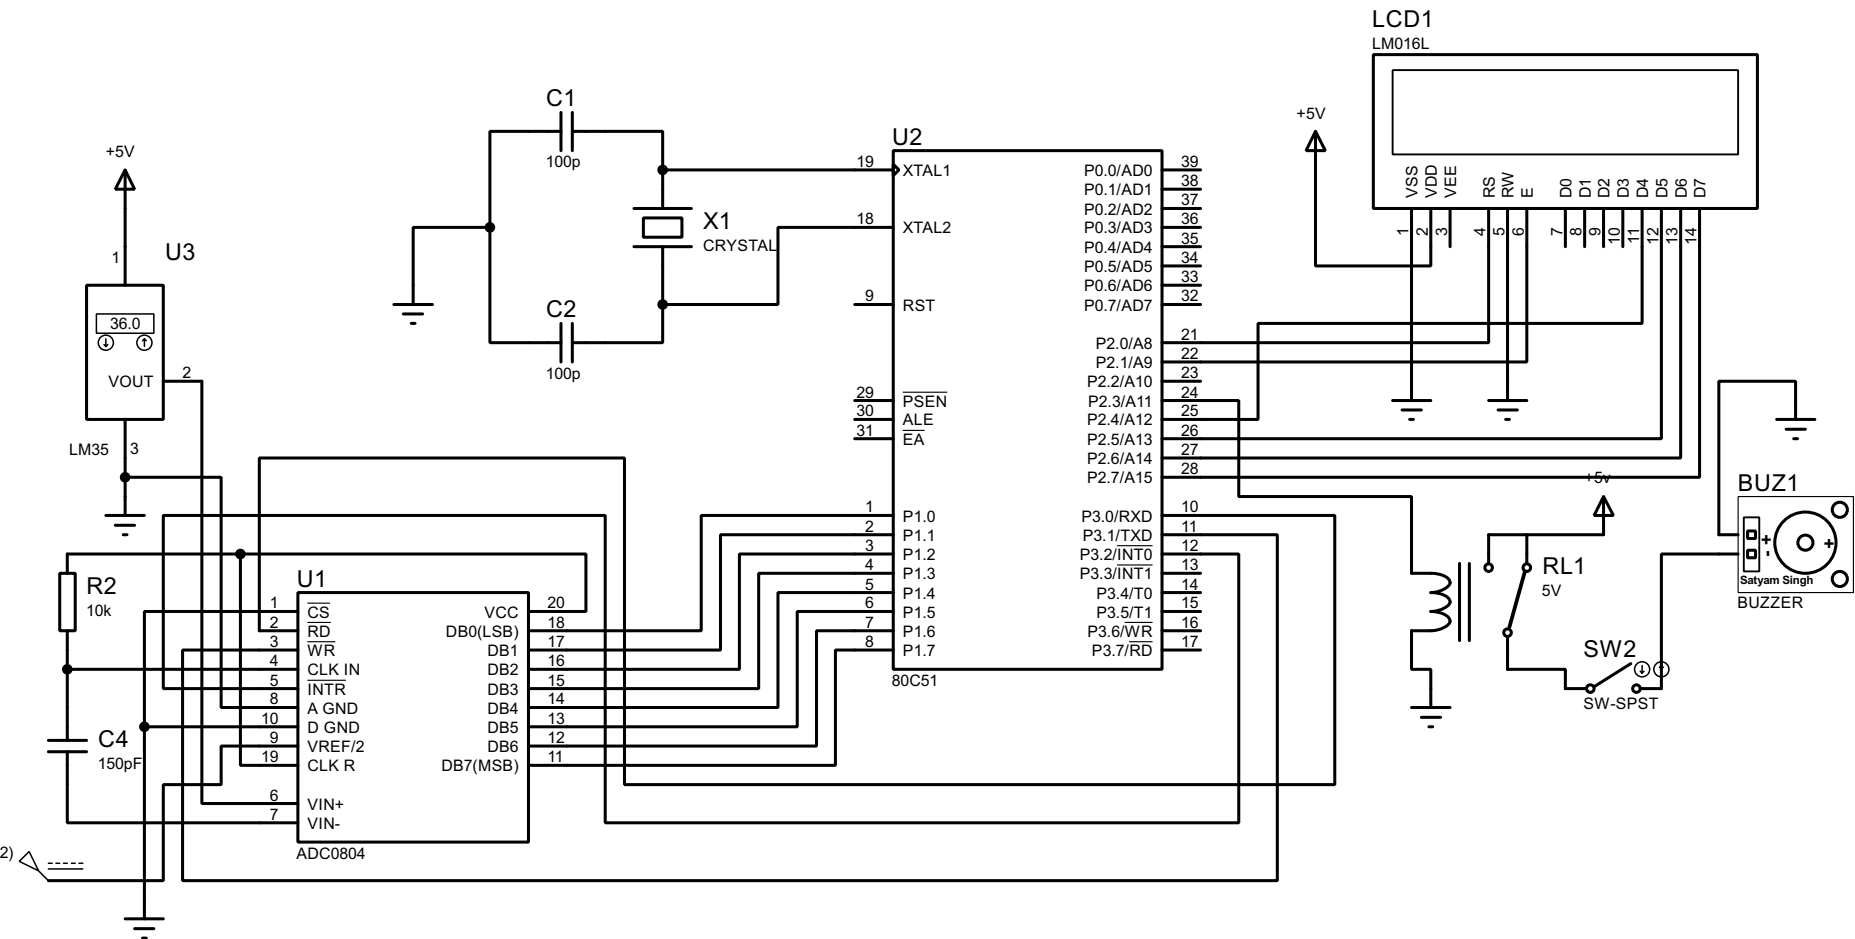 LCD1
LM016L
VSS
VDD
VEE
RS
RW
E
D0
D1
D2
D3
D4
D5
D6
D7
1
2
3
4
5
6
7
8
9
10
11
12
13
14
+5V
C1
100p
X1
CRYSTAL
C2
100p
+5V
U3
1
36.0
VOUT
2
LM35
3
U2
19 XTAL1
18 XTAL2
9 RST
29 PSEN
30 ALE
31 EA
1 P1.0
2 P1.1
3 P1.2
4 P1.3
5 P1.4
6 P1.5
7 P1.6
8 P1.7
P0.0/AD0 39
P0.1/AD1 38
P0.2/AD2 37
P0.3/AD3 36
P0.4/AD4 35
P0.5/AD5 34
P0.6/AD6 33
P0.7/AD7 32
P2.0/A8 21
P2.1/A9 22
P2.2/A10 23
P2.3/A11 24
P2.4/A12 25
P2.5/A13 26
P2.6/A14 27
P2.7/A15 28
P3.0/RXD 10
P3.1/TXD 11
P3.2/INT0 12
P3.3/INT1 13
P3.4/T0 14
P3.5/T1 15
P3.6/WR 16
P3.7/RD 17
80C51
R2
10k
C4
150pF
U1
1 CS
2 RD
3 WR
4 CLK IN
5 INTR
8 A GND
10 D GND
9 VREF/2
19 CLK R
6 VIN+
7 VIN-
VCC 20
DB0(LSB) 18
DB1 17
DB2 16
DB3 15
DB4 14
DB5 13
DB6 12
DB7(MSB) 11
ADC0804
2)
+5v
RL1
5V
SW2
SW-SPST
BUZ1
+
-
+
Satyam Singh
BUZZER